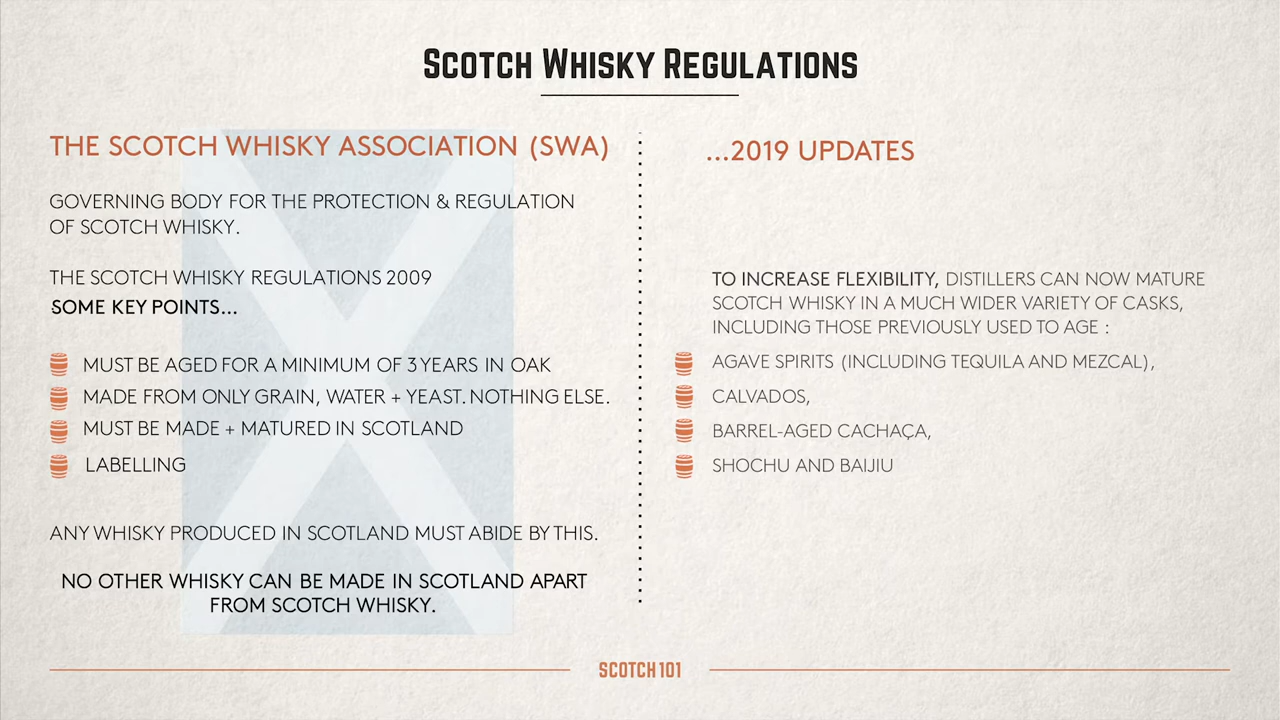 SCOTCH WHISKY REGULATIONS
THE SCOTCH WHISKY ASSOCIATION (SWA)
GOVERNING BODY FOR THE PROTECTION & REGULATION
OF SCOTCH WHISKY.
THE SCOTCH WHISKY REGULATIONS 2009
SOME KEY POINTS...
MUST BE AGED FOR A MINIMUM OF 3 YEARS IN OAK
MADE FROM ONLY GRAIN, WATER + YEAST. NOTHING ELSE.
MUST BE MADE + MATURED IN SCOTLAND
LABELLING
ANY WHISKY PRODUCED IN SCOTLAND MUST ABIDE BY THIS.
NO OTHER WHISKY CAN BE MADE IN SCOTLAND APART
FROM SCOTCH WHISKY.
...2019 UPDATES
TO INCREASE FLEXIBILITY, DISTILLERS CAN NOW MATURE
SCOTCH WHISKY IN A MUCH WIDER VARIETY OF CASKS,
INCLUDING THOSE PREVIOUSLY USED TO AGE :
AGAVE SPIRITS (INCLUDING TEQUILA AND MEZCAL),
CALVADOS,
BARREL-AGED CACHAÇA,
SHOCHU AND BAIJIU
SCOTCH 101